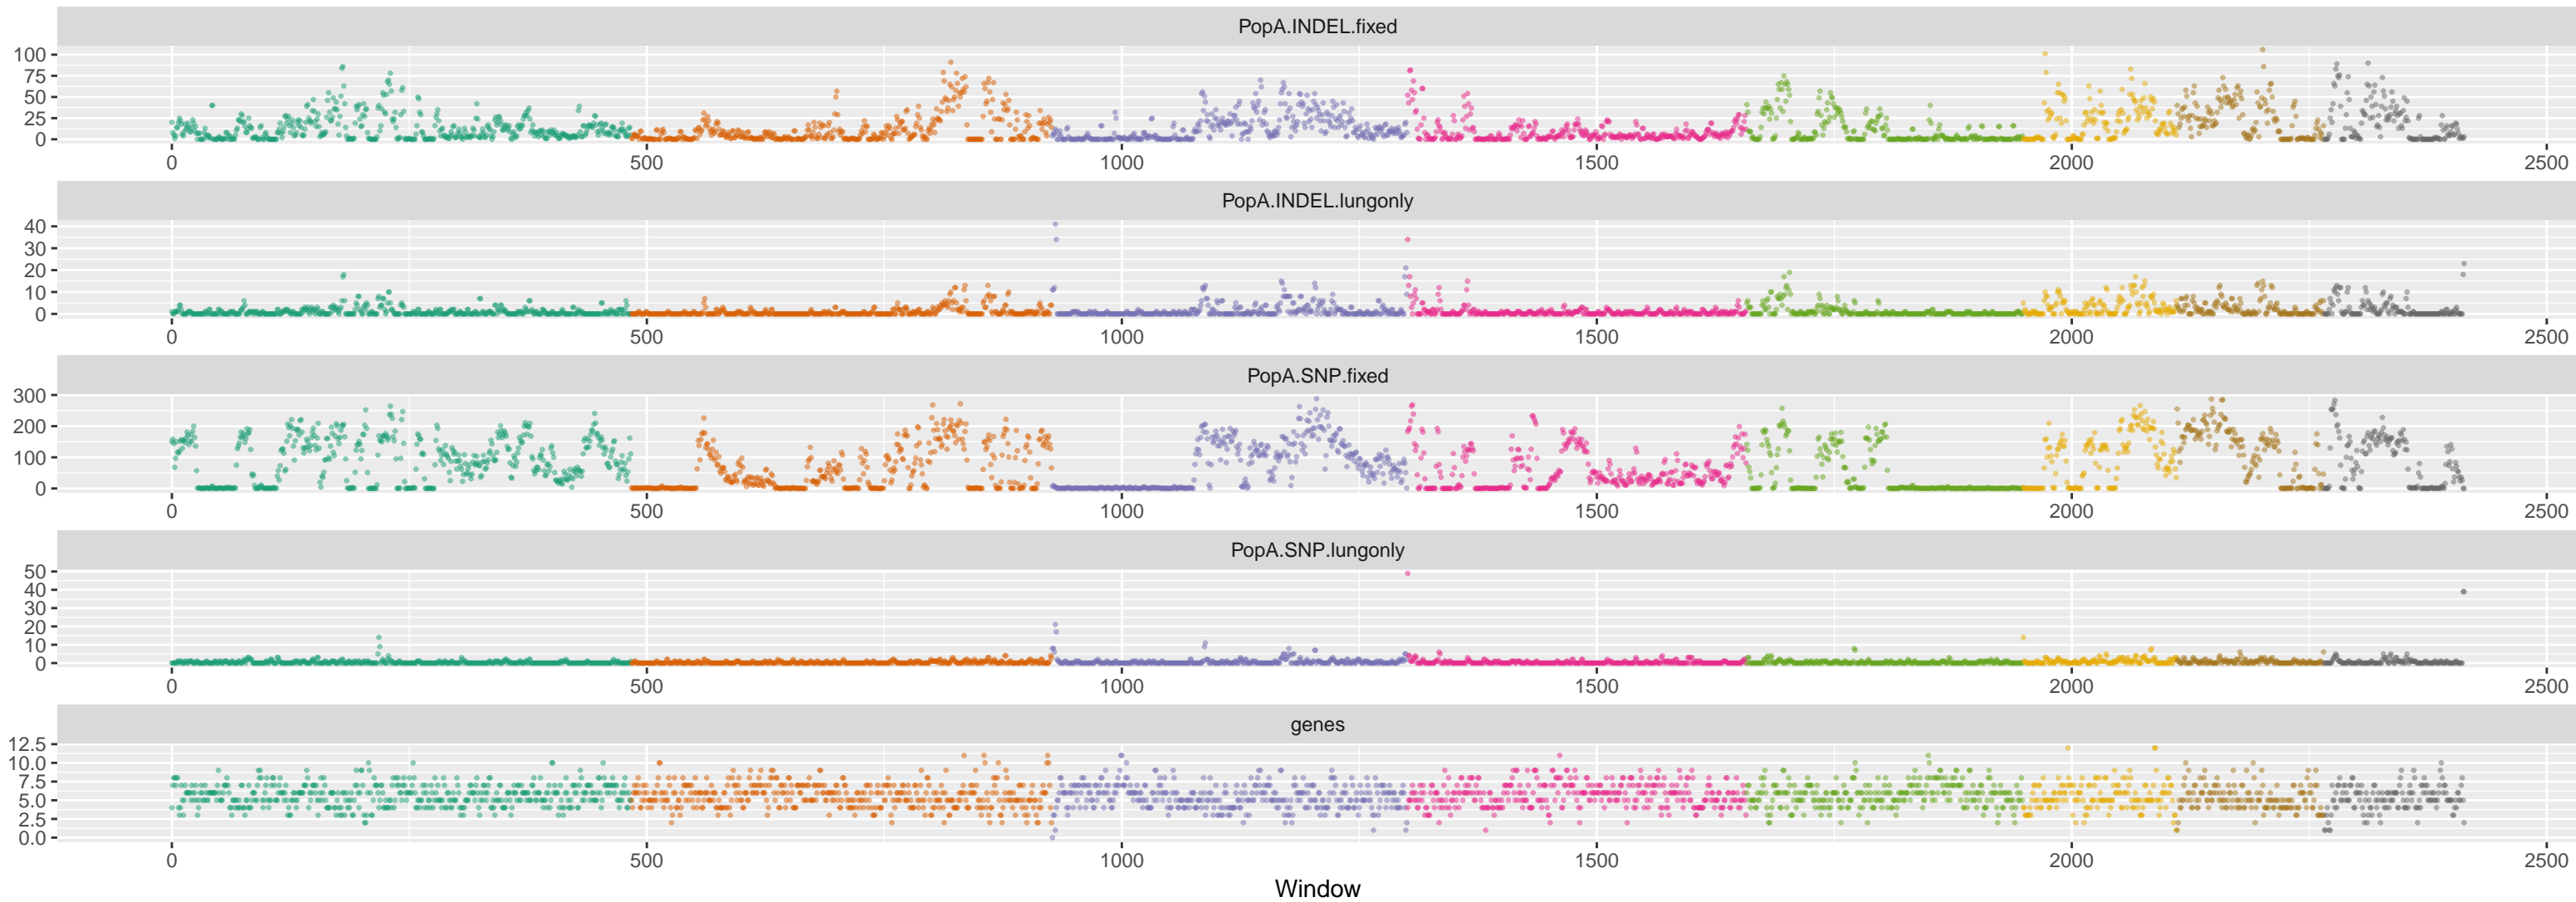 PopA.INDEL.fixed
100
75
50
25
0
0 500 1000 1500 2000 2500
PopA.INDEL.lungonly
40
30
20
10
0
0 500 1000 1500 2000 2500
PopA.SNP.fixed
300
200
100
0
0 500 1000 1500 2000 2500
PopA.SNP.lungonly
50
40
30
20
10
0
0 500 1000 1500 2000 2500
genes
12.5
10.0
7.5
5.0
2.5
0.0
0 500 1000 1500 2000 2500
Window